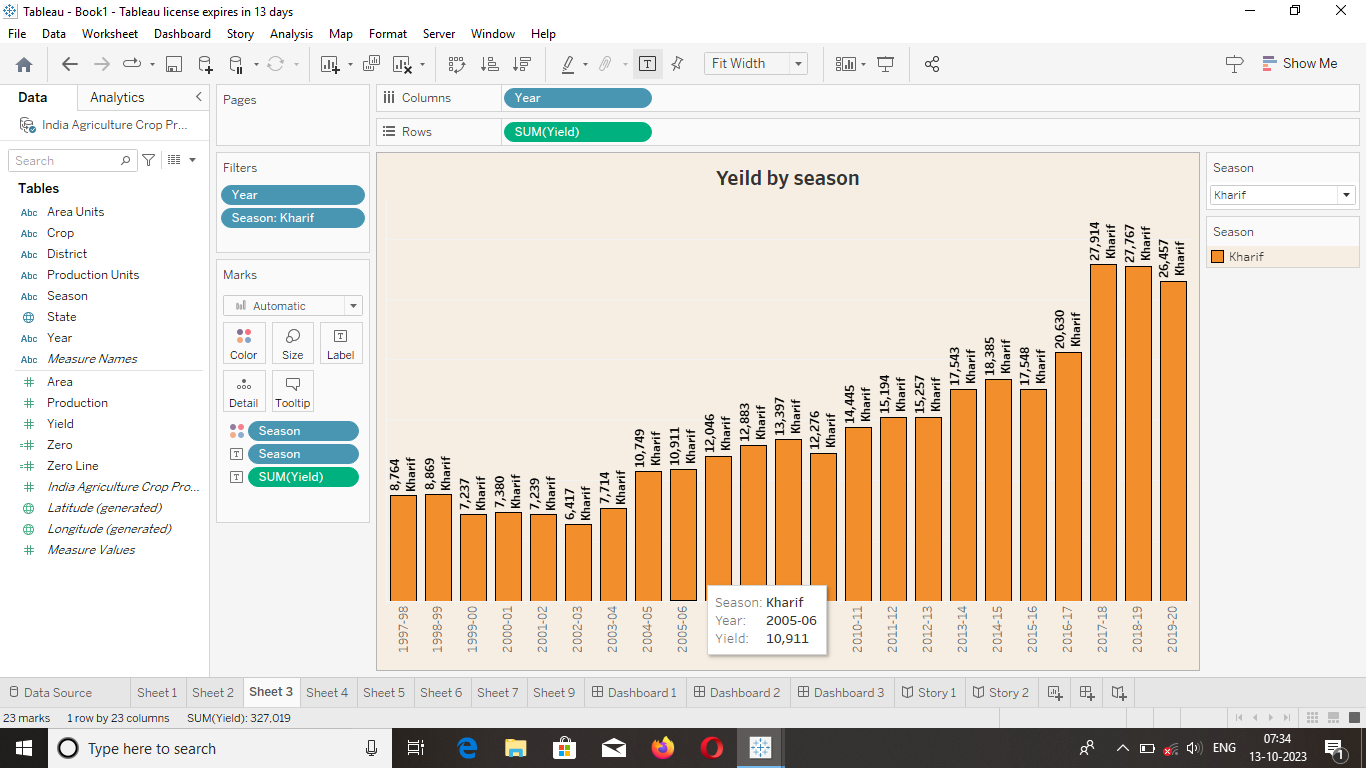 Tableau - Book1 - Tableau license expires in 13 days
File Data Worksheet Dashboard Story Analysis Map Format Server Window Help
Fit Width
Show Me
Data Analytics
India Agriculture Crop Pr...
Search
Tables
Abc Area Units
Abc Crop
Abc District
Abc Production Units
Abc Season
State
Abc Year
Abc Measure Names
# Area
# Production
# Yield
=# Zero
=# Zero Line
# India Agriculture Crop Pro...
Latitude (generated)
Longitude (generated)
# Measure Values
Pages
Filters
Year
Season: Kharif
Marks
Automatic
Color Size Label
Detail Tooltip
Season
Season
SUM(Yield)
Columns Year
Rows SUM(Yield)
Yeild by season
8,764 Kharif
8,869 Kharif
7,237 Kharif
7,380 Kharif
7,239 Kharif
6,417 Kharif
7,714 Kharif
10,749 Kharif
10,911 Kharif
12,046 Kharif
12,883 Kharif
13,397 Kharif
12,276 Kharif
14,445 Kharif
15,194 Kharif
15,257 Kharif
17,543 Kharif
18,385 Kharif
17,548 Kharif
20,630 Kharif
27,914 Kharif
27,767 Kharif
26,457 Kharif
1997-98
1998-99
1999-00
2000-01
2001-02
2002-03
2003-04
2004-05
2005-06
2010-11
2011-12
2012-13
2013-14
2014-15
2015-16
2016-17
2017-18
2018-19
2019-20
Season: Kharif
Year: 2005-06
Yield: 10,911
Season
Kharif
Season
Kharif
Data Source Sheet 1 Sheet 2 Sheet 3 Sheet 4 Sheet 5 Sheet 6 Sheet 7 Sheet 9 Dashboard 1 Dashboard 2 Dashboard 3 Story 1 Story 2
23 marks 1 row by 23 columns SUM(Yield): 327,019
Type here to search
ENG
07:34
13-10-2023
1